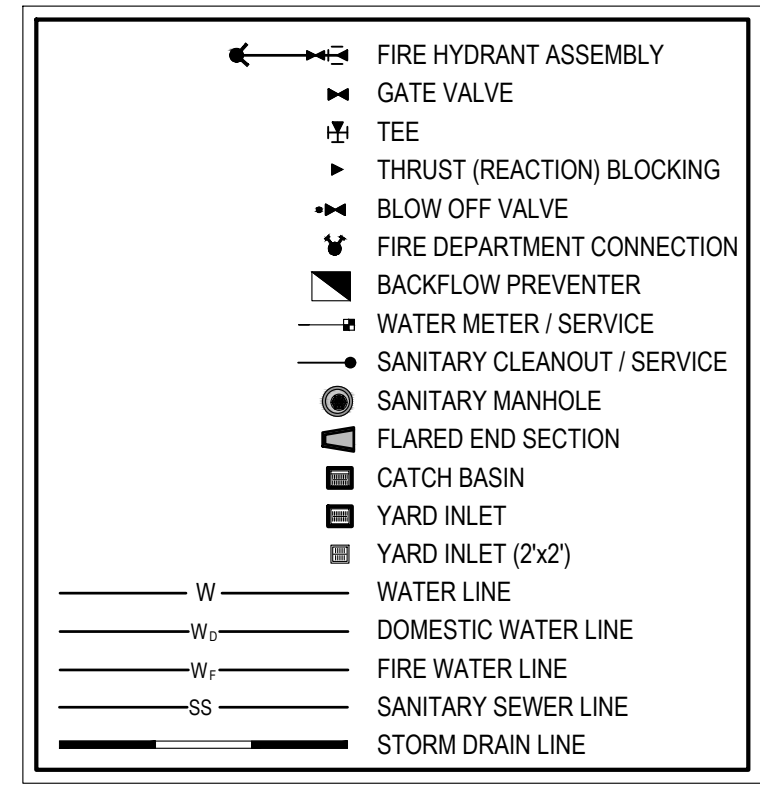 FIRE HYDRANT ASSEMBLY
GATE VALVE
TEE
THRUST (REACTION) BLOCKING
BLOW OFF VALVE
FIRE DEPARTMENT CONNECTION
BACKFLOW PREVENTER
WATER METER / SERVICE
SANITARY CLEANOUT / SERVICE
SANITARY MANHOLE
FLARED END SECTION
CATCH BASIN
YARD INLET
YARD INLET (2'x2')
W WATER LINE
W_D DOMESTIC WATER LINE
W_F FIRE WATER LINE
SS SANITARY SEWER LINE
STORM DRAIN LINE